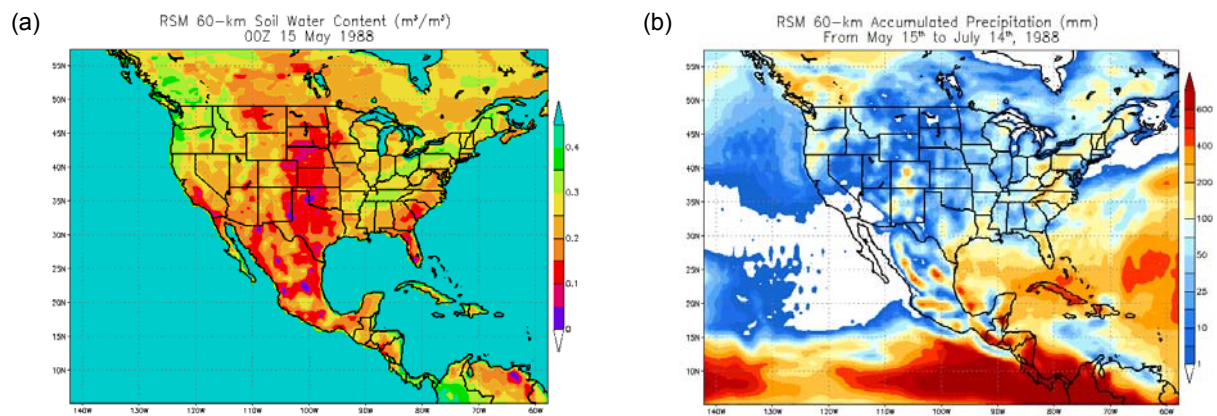 (a)
RSM 60-km Soil Water Content (m³/m³)
00Z 15 May 1988
55N
50N
45N
40N
35N
30N
25N
20N
15N
10N
140W 130W 120W 110W 100W 90W 80W 70W 60W
0.4
0.3
0.2
0.1
0
(b)
RSM 60-km Accumulated Precipitation (mm)
From May 15th to July 14th, 1988
55N
50N
45N
40N
35N
30N
25N
20N
15N
10N
140W 130W 120W 110W 100W 90W 80W 70W 60W
600
400
200
100
50
25
10
1